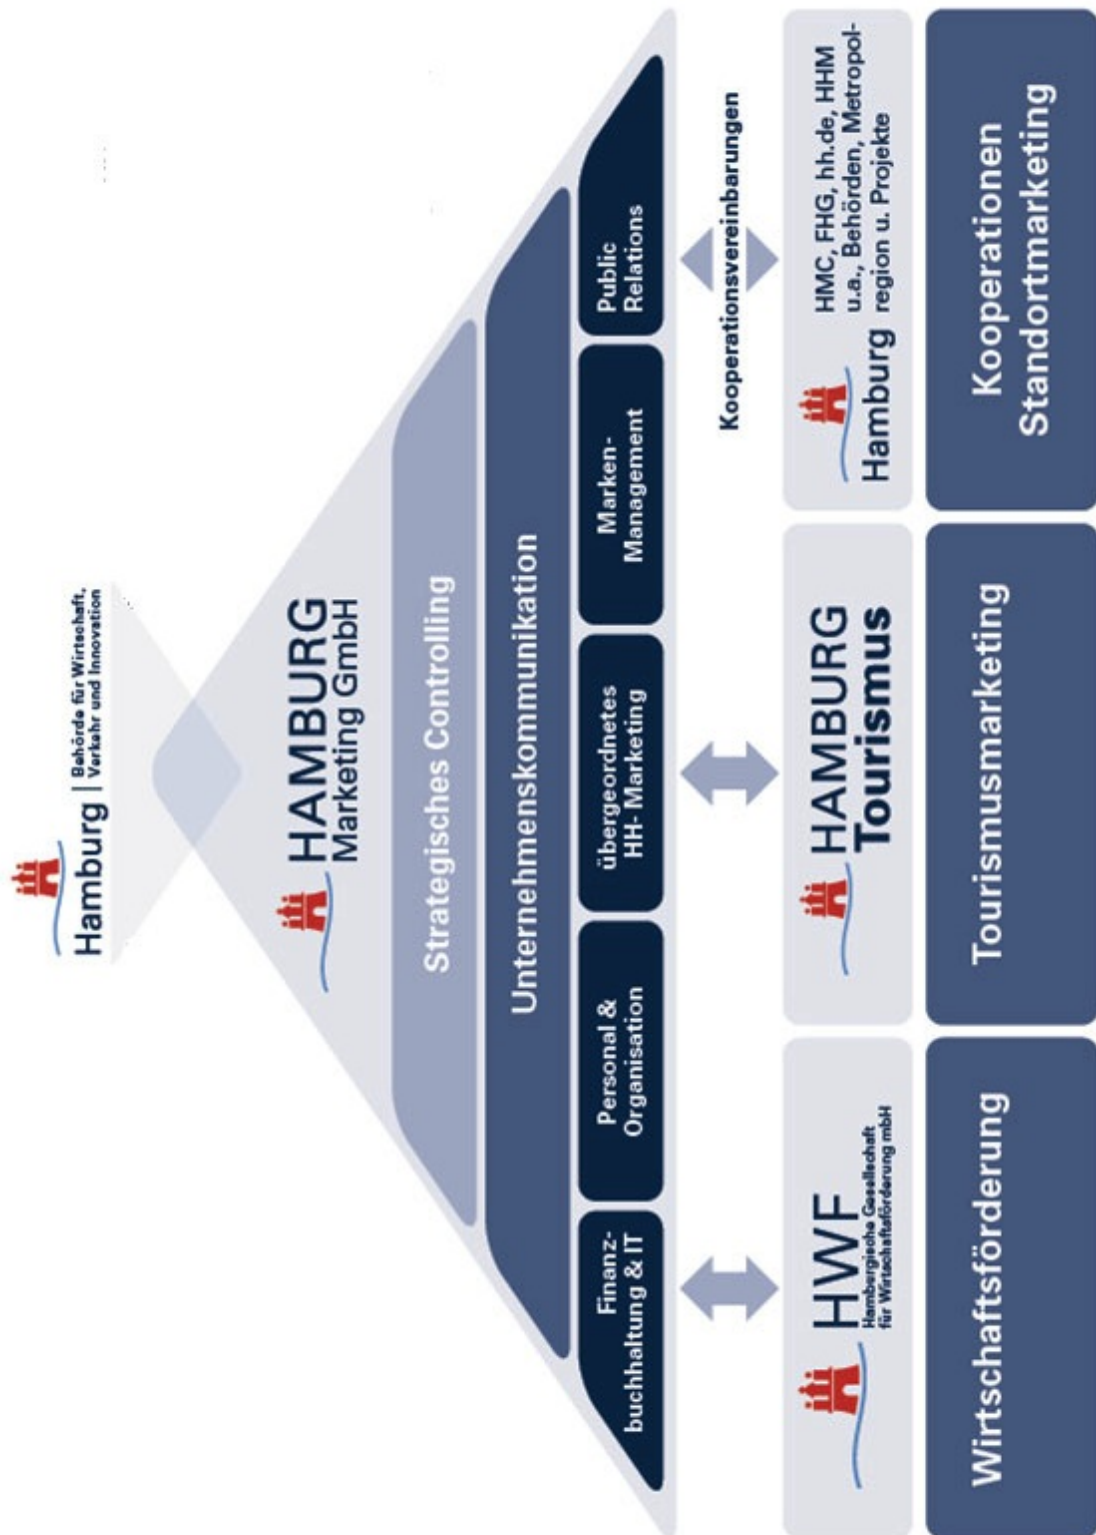 Hamburg
Behörde für Wirtschaft,
Verkehr und Innovation
HAMBURG
Marketing GmbH
Strategisches Controlling
Unternehmenskommunikation
Finanz-
buchhaltung & IT
Personal &
Organisation
übergeordnetes
HH- Marketing
Marken-
Management
Public
Relations
Kooperationsvereinbarungen
HWF
Hamburgische Gesellschaft
für Wirtschaftsförderung mbH
HAMBURG
Tourismus
Hamburg
HMC, FHG, hh.de, HHM
u.a., Behörden, Metropol-
region u. Projekte
Wirtschaftsförderung
Tourismusmarketing
Kooperationen
Standortmarketing